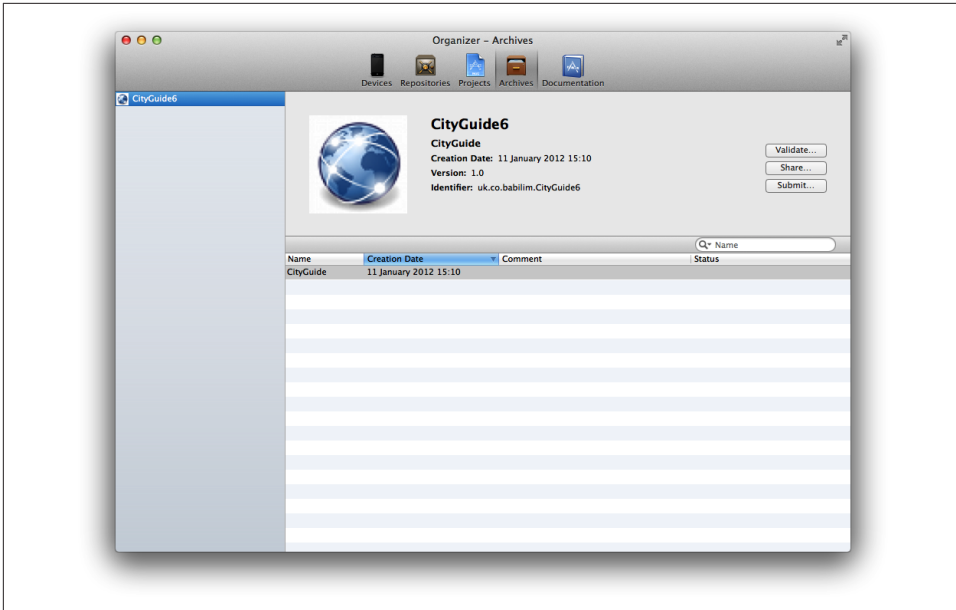 Organizer – Archives
Devices Repositories Projects Archives Documentation
CityGuide6
CityGuide6
CityGuide
Creation Date: 11 January 2012 15:10
Version: 1.0
Identifier: uk.co.babilim.CityGuide6
Validate...
Share...
Submit...
Name
Name Creation Date Comment Status
CityGuide 11 January 2012 15:10